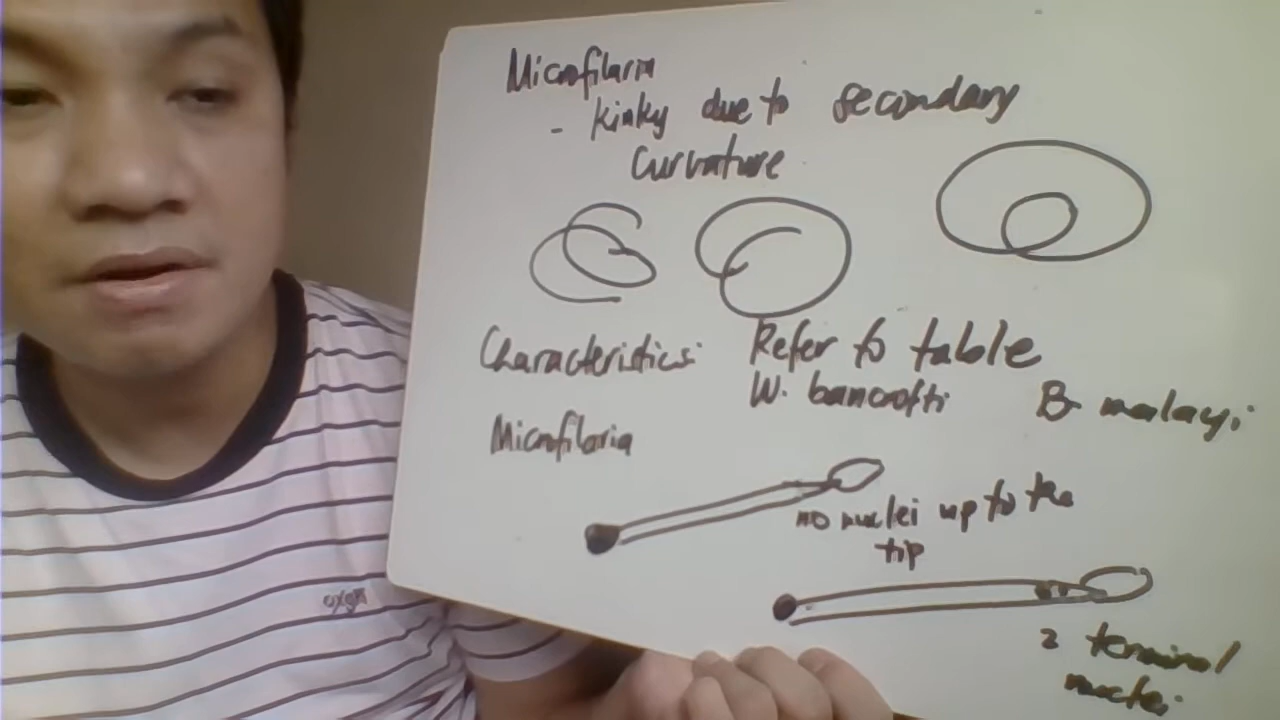 Microfilaria
- kinky due to secondary
curvature
Characteristics: Refer to table
W. bancrofti B. malayi
Microfilaria
no nuclei up to the
tip
2 terminal
nuclei